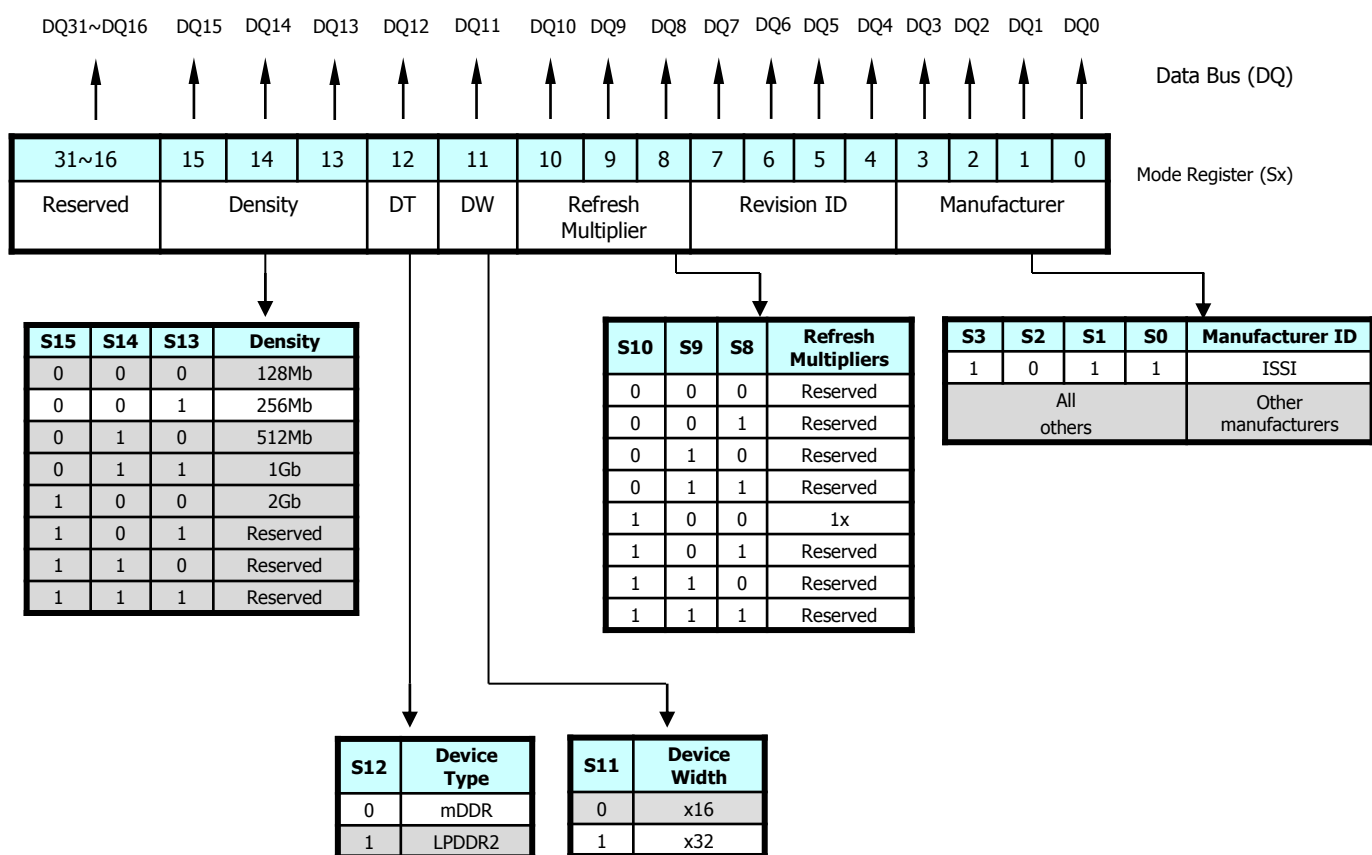 DQ31~DQ16 DQ15 DQ14 DQ13 DQ12 DQ11 DQ10 DQ9 DQ8 DQ7 DQ6 DQ5 DQ4 DQ3 DQ2 DQ1 DQ0
Data Bus (DQ)
31~16 15 14 13 12 11 10 9 8 7 6 5 4 3 2 1 0
Mode Register (Sx)
Reserved Density DT DW Refresh Revision ID Manufacturer
Multiplier
S15 S14 S13 Density
0 0 0 128Mb
0 0 1 256Mb
0 1 0 512Mb
0 1 1 1Gb
1 0 0 2Gb
1 0 1 Reserved
1 1 0 Reserved
1 1 1 Reserved
S10 S9 S8 Refresh
Multipliers
0 0 0 Reserved
0 0 1 Reserved
0 1 0 Reserved
0 1 1 Reserved
1 0 0 1x
1 0 1 Reserved
1 1 0 Reserved
1 1 1 Reserved
S3 S2 S1 S0 Manufacturer ID
1 0 1 1 ISSI
All Other
others manufacturers
S12 Device
Type
0 mDDR
1 LPDDR2
S11 Device
Width
0 x16
1 x32